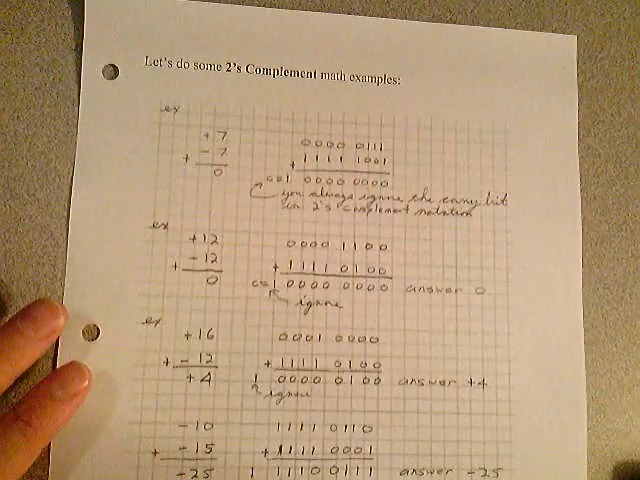 Let's do some 2's Complement math examples:
ex
+7 0000 0111
+ -7 + 1111 1001
0 c=1 0000 0000
you always ignore the carry bit
in 2's complement notation
ex
+12 0000 1100
+ -12 + 1111 0100
0 c=1 0000 0000 answer 0
ignore
ex
+16 0001 0000
+ -12 + 1111 0100
+4 1 0000 0100 answer +4
ignore
-10 1111 0110
+ -15 + 1111 0001
-25 1 1110 0111 answer -25